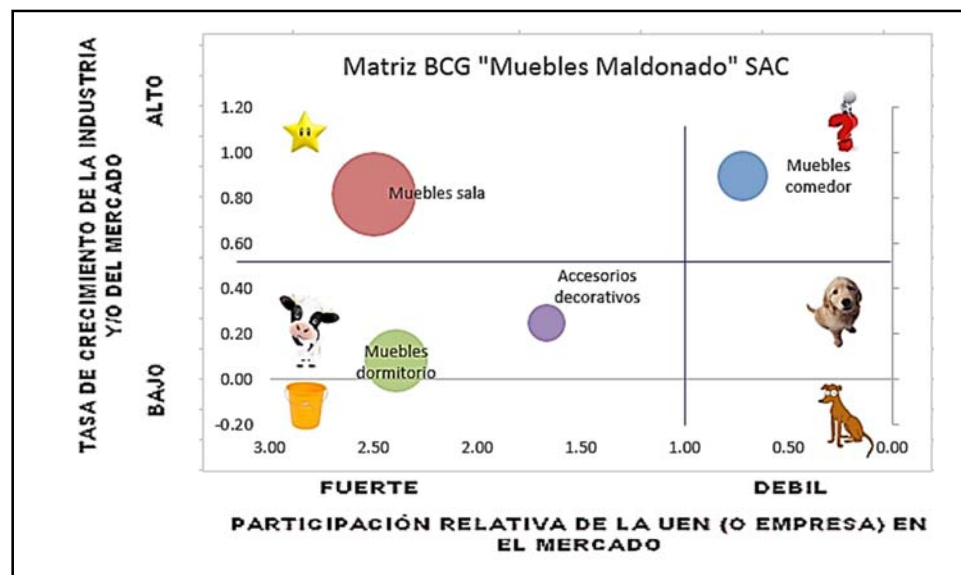 Matriz BCG "Muebles Maldonado" SAC
TASA DE CRECIMIENTO DE LA INDUSTRIA
Y/O DEL MERCADO
ALTO
BAJO
1.20
1.00
0.80
0.60
0.40
0.20
0.00
-0.20
Muebles sala
Muebles
comedor
Accesorios
decorativos
Muebles
dormitorio
3.00 2.50 2.00 1.50 1.00 0.50 0.00
FUERTE DEBIL
PARTICIPACIÓN RELATIVA DE LA UEN (O EMPRESA) EN
EL MERCADO